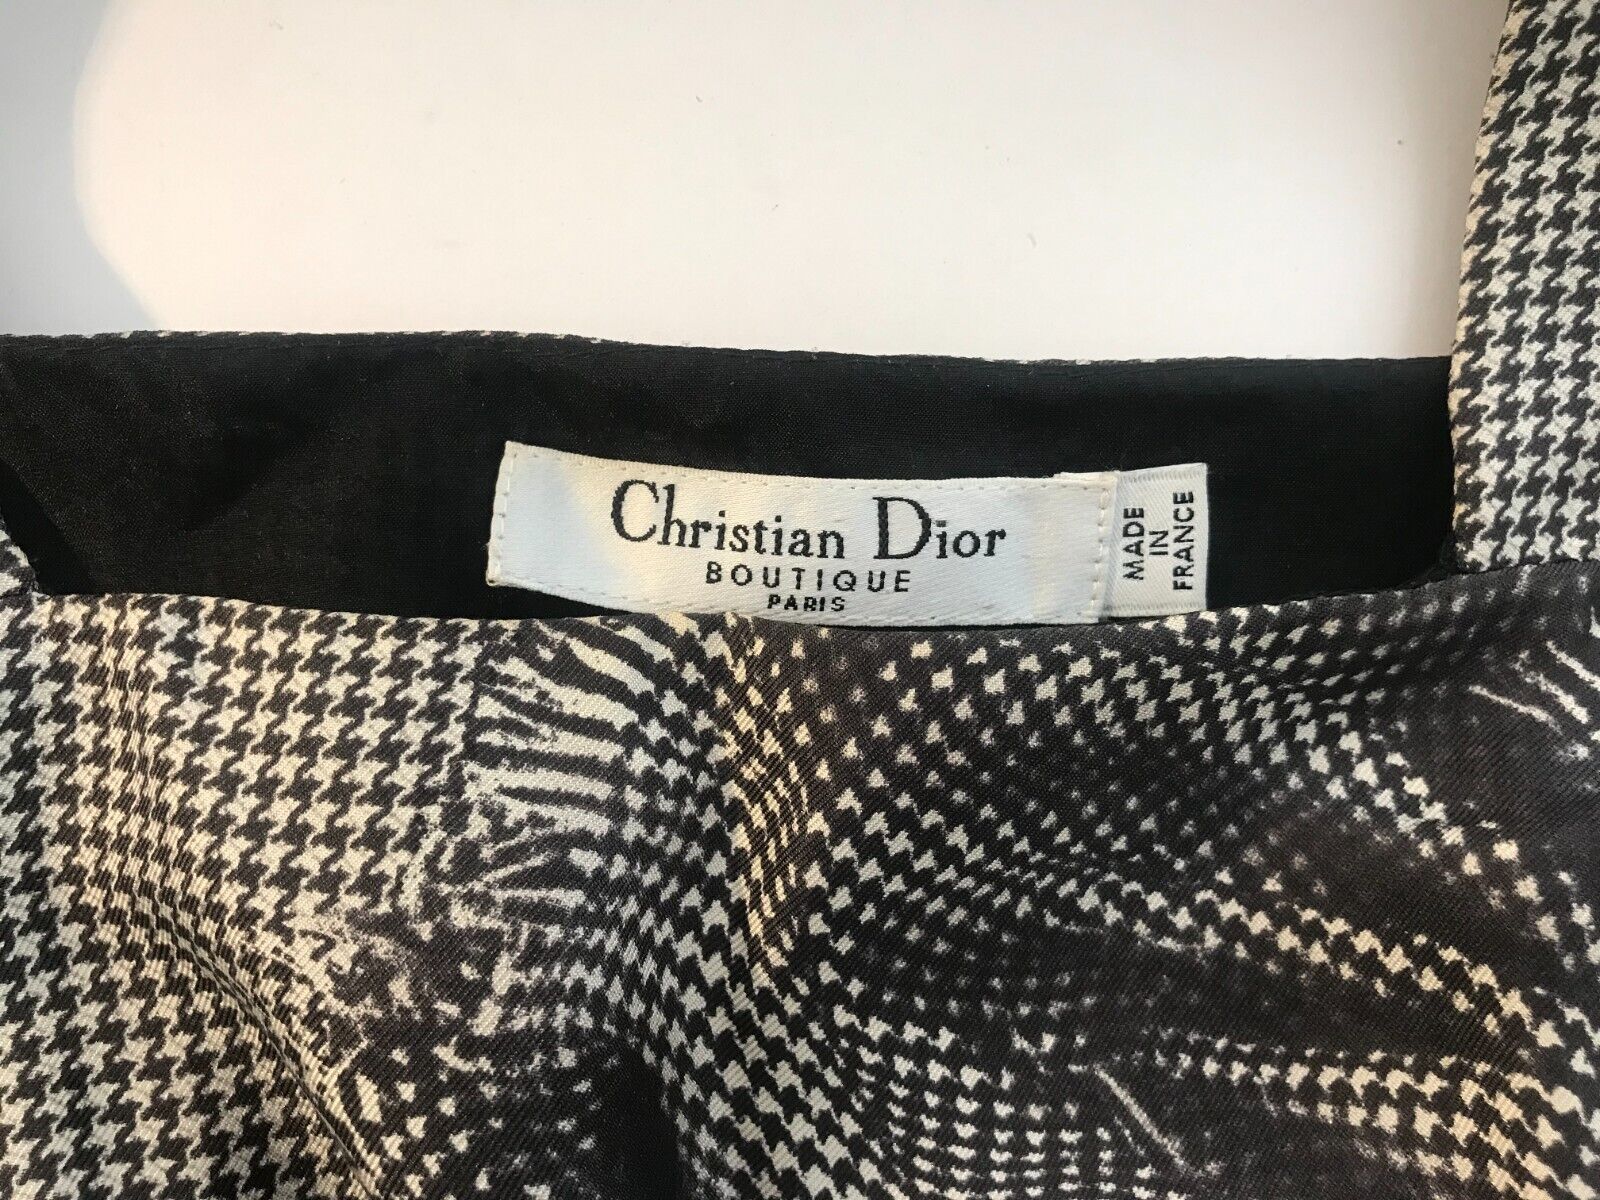 Christian Dior
BOUTIQUE
PARIS
MADE
IN
FRANCE